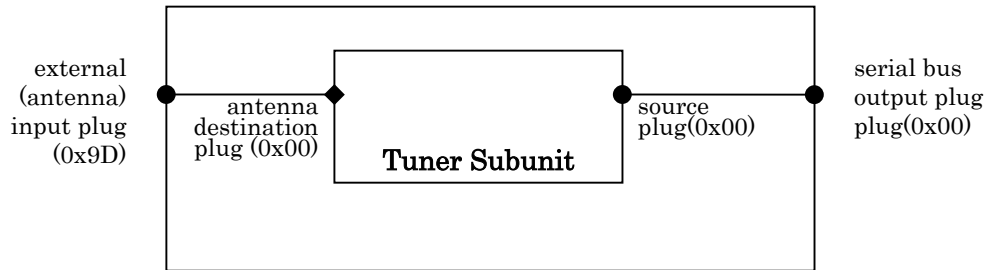 external
(antenna)
input plug
(0x9D)
antenna
destination
plug (0x00)
Tuner Subunit
source
plug(0x00)
serial bus
output plug
plug(0x00)